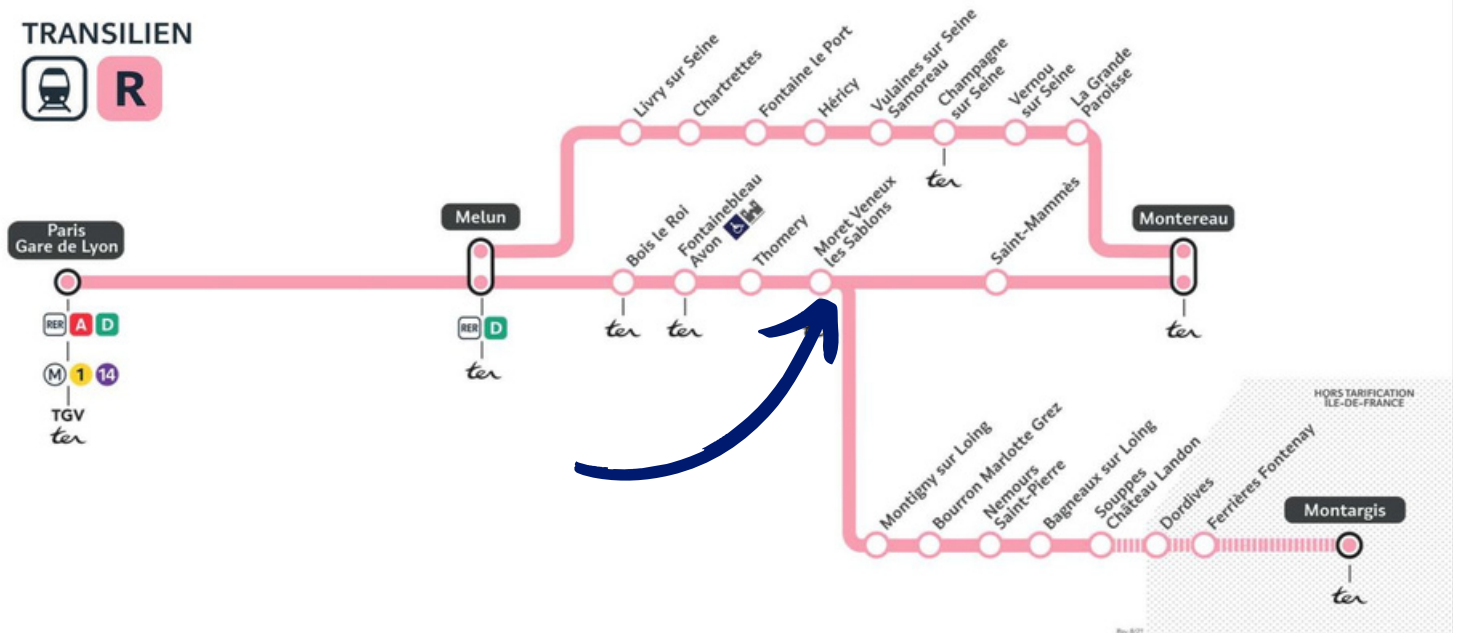 TRANSILIEN
R
Livry sur Seine
Chartrettes
Fontaine le Port
Héricy
Vulaines sur Seine
Samoreau
Champagne
sur Seine
Vernou
sur Seine
La Grande
Paroisse
ter
Paris
Gare de Lyon
RER A D
M 1 14
TGV
ter
Melun
RER D
ter
Bois le Roi
ter
Fontainebleau
Avon
ter
Thomery
Moret Veneux
les Sablons
Saint-Mammès
Montereau
ter
Montigny sur Loing
Bourron Marlotte Grez
Nemours
Saint-Pierre
Bagneaux sur Loing
Souppes
Château Landon
Dordives
Ferrières Fontenay
HORS TARIFICATION
ÎLE-DE-FRANCE
Montargis
ter